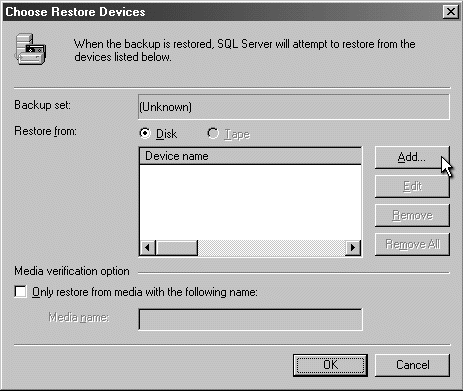 Choose Restore Devices
When the backup is restored, SQL Server will attempt to restore from the
devices listed below.
Backup set:
(Unknown)
Restore from:
Disk
Tape
Device name
Add...
Edit
Remove
Remove All
Media verification option
Only restore from media with the following name:
Media name:
OK
Cancel